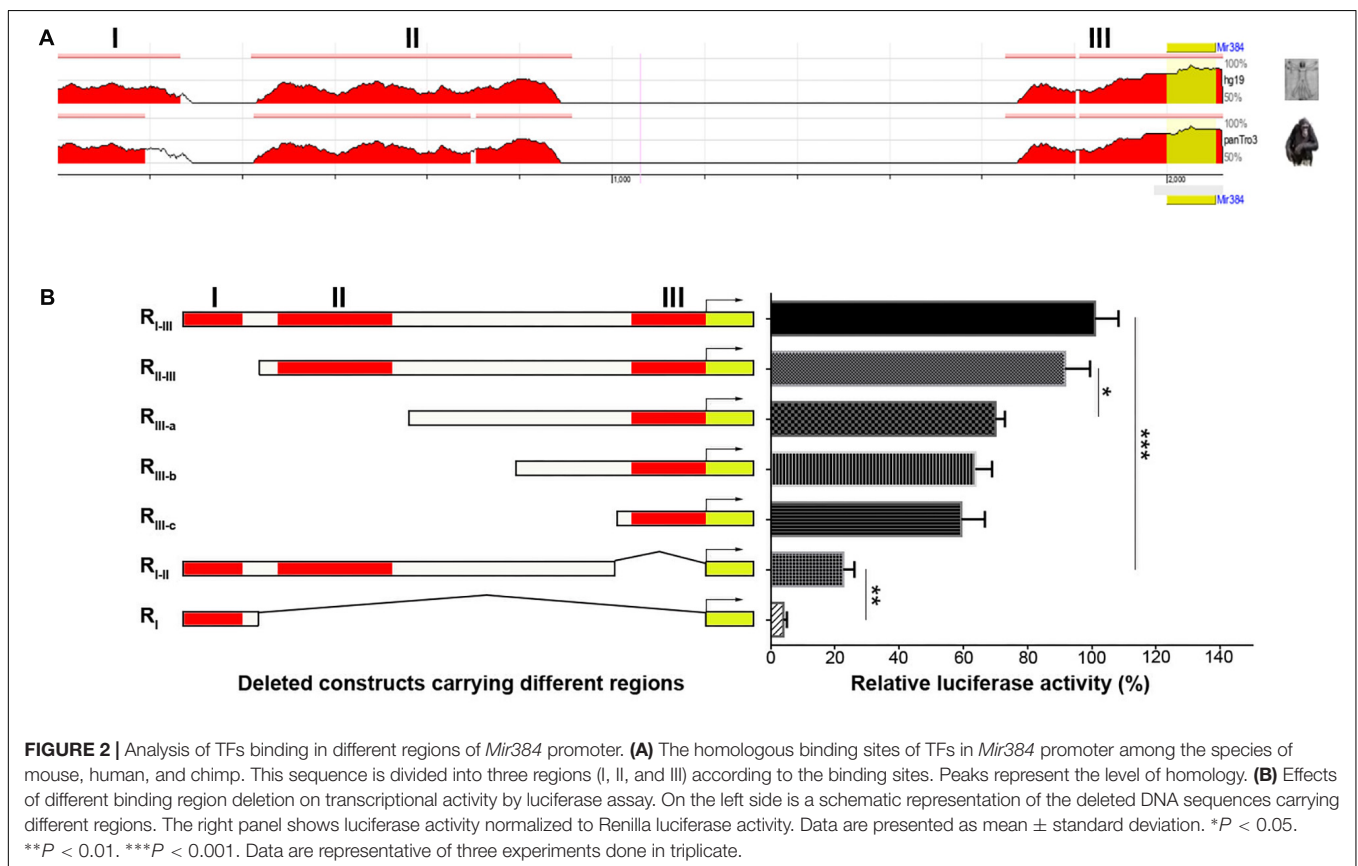 A
I
II
III
Mir384
100%
hg19
50%
100%
panTro3
50%
1,000
2,000
Mir384
B
I
II
III
R I-III
R II-III
R III-a
R III-b
R III-c
R I-II
R I
*
***
**
0 20 40 60 80 100 120 140
Deleted constructs carrying different regions
Relative luciferase activity (%)
FIGURE 2 | Analysis of TFs binding in different regions of Mir384 promoter. (A) The homologous binding sites of TFs in Mir384 promoter among the species of
mouse, human, and chimp. This sequence is divided into three regions (I, II, and III) according to the binding sites. Peaks represent the level of homology. (B) Effects
of different binding region deletion on transcriptional activity by luciferase assay. On the left side is a schematic representation of the deleted DNA sequences carrying
different regions. The right panel shows luciferase activity normalized to Renilla luciferase activity. Data are presented as mean ± standard deviation. *P < 0.05.
**P < 0.01. ***P < 0.001. Data are representative of three experiments done in triplicate.